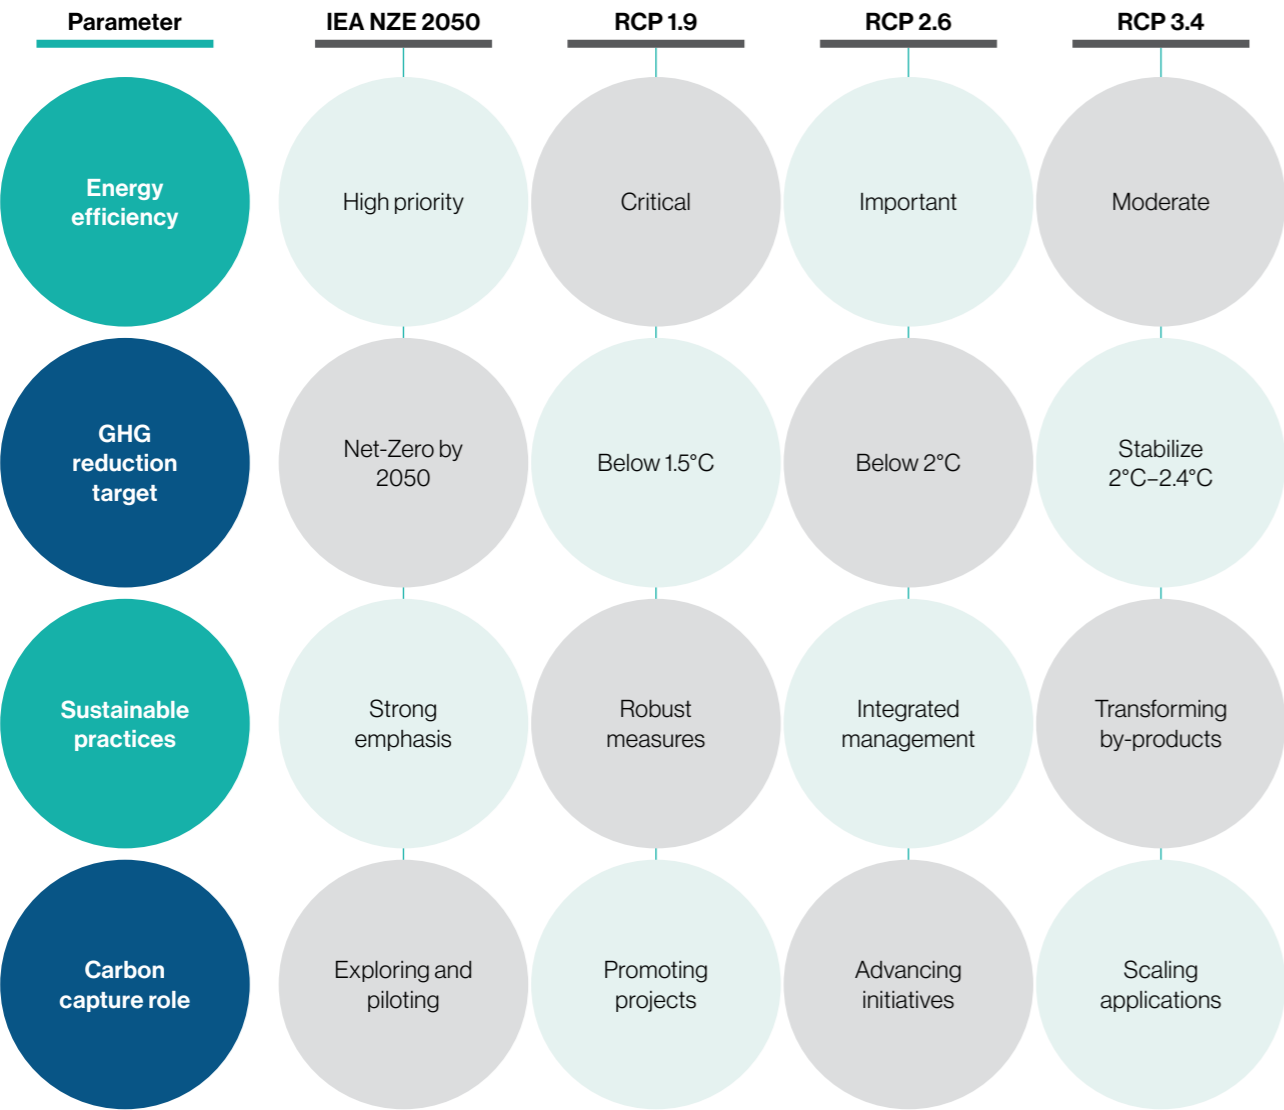 Parameter
IEA NZE 2050
RCP 1.9
RCP 2.6
RCP 3.4
Energy
efficiency
High priority
Critical
Important
Moderate
GHG
reduction
target
Net-Zero by
2050
Below 1.5°C
Below 2°C
Stabilize
2°C–2.4°C
Sustainable
practices
Strong
emphasis
Robust
measures
Integrated
management
Transforming
by-products
Carbon
capture role
Exploring and
piloting
Promoting
projects
Advancing
initiatives
Scaling
applications